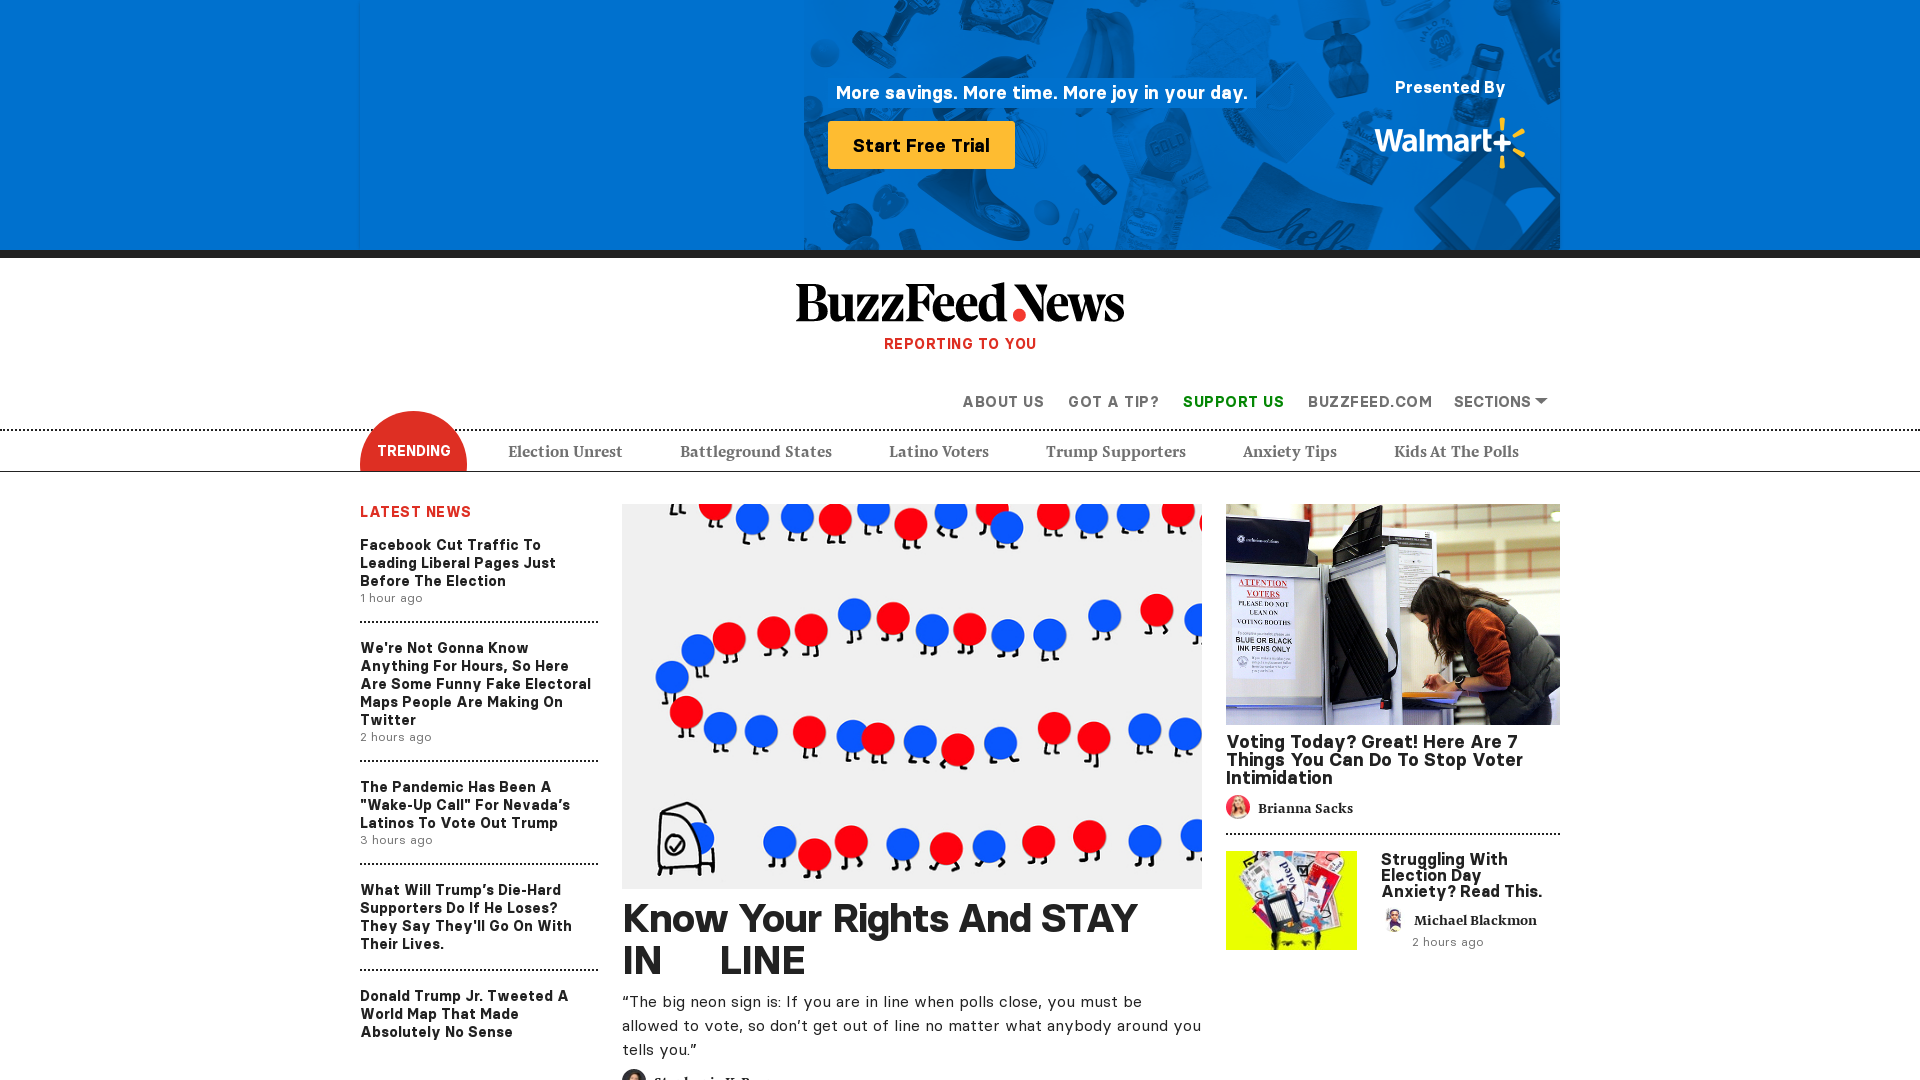 More savings. More time. More joy in your day.
Start Free Trial
Presented By
Walmart+
BuzzFeed News
REPORTING TO YOU
ABOUT US
GOT A TIP?
SUPPORT US
BUZZFEED.COM
SECTIONS
TRENDING
Election Unrest
Battleground States
Latino Voters
Trump Supporters
Anxiety Tips
Kids At The Polls
LATEST NEWS
Facebook Cut Traffic To
Leading Liberal Pages Just
Before The Election
1 hour ago
We're Not Gonna Know
Anything For Hours, So Here
Are Some Funny Fake Electoral
Maps People Are Making On
Twitter
2 hours ago
The Pandemic Has Been A
"Wake-Up Call" For Nevada’s
Latinos To Vote Out Trump
3 hours ago
What Will Trump’s Die-Hard
Supporters Do If He Loses?
They Say They'll Go On With
Their Lives.
Donald Trump Jr. Tweeted A
World Map That Made
Absolutely No Sense
Know Your Rights And STAY
IN LINE
“The big neon sign is: If you are in line when polls close, you must be
allowed to vote, so don’t get out of line no matter what anybody around you
tells you.”
ATTENTION
VOTERS
PLEASE DO NOT
LEAN ON
VOTING BOOTHS
BLUE OR BLACK
INK PENS ONLY
Voting Today? Great! Here Are 7
Things You Can Do To Stop Voter
Intimidation
Brianna Sacks
Struggling With
Election Day
Anxiety? Read This.
Michael Blackmon
2 hours ago
hello